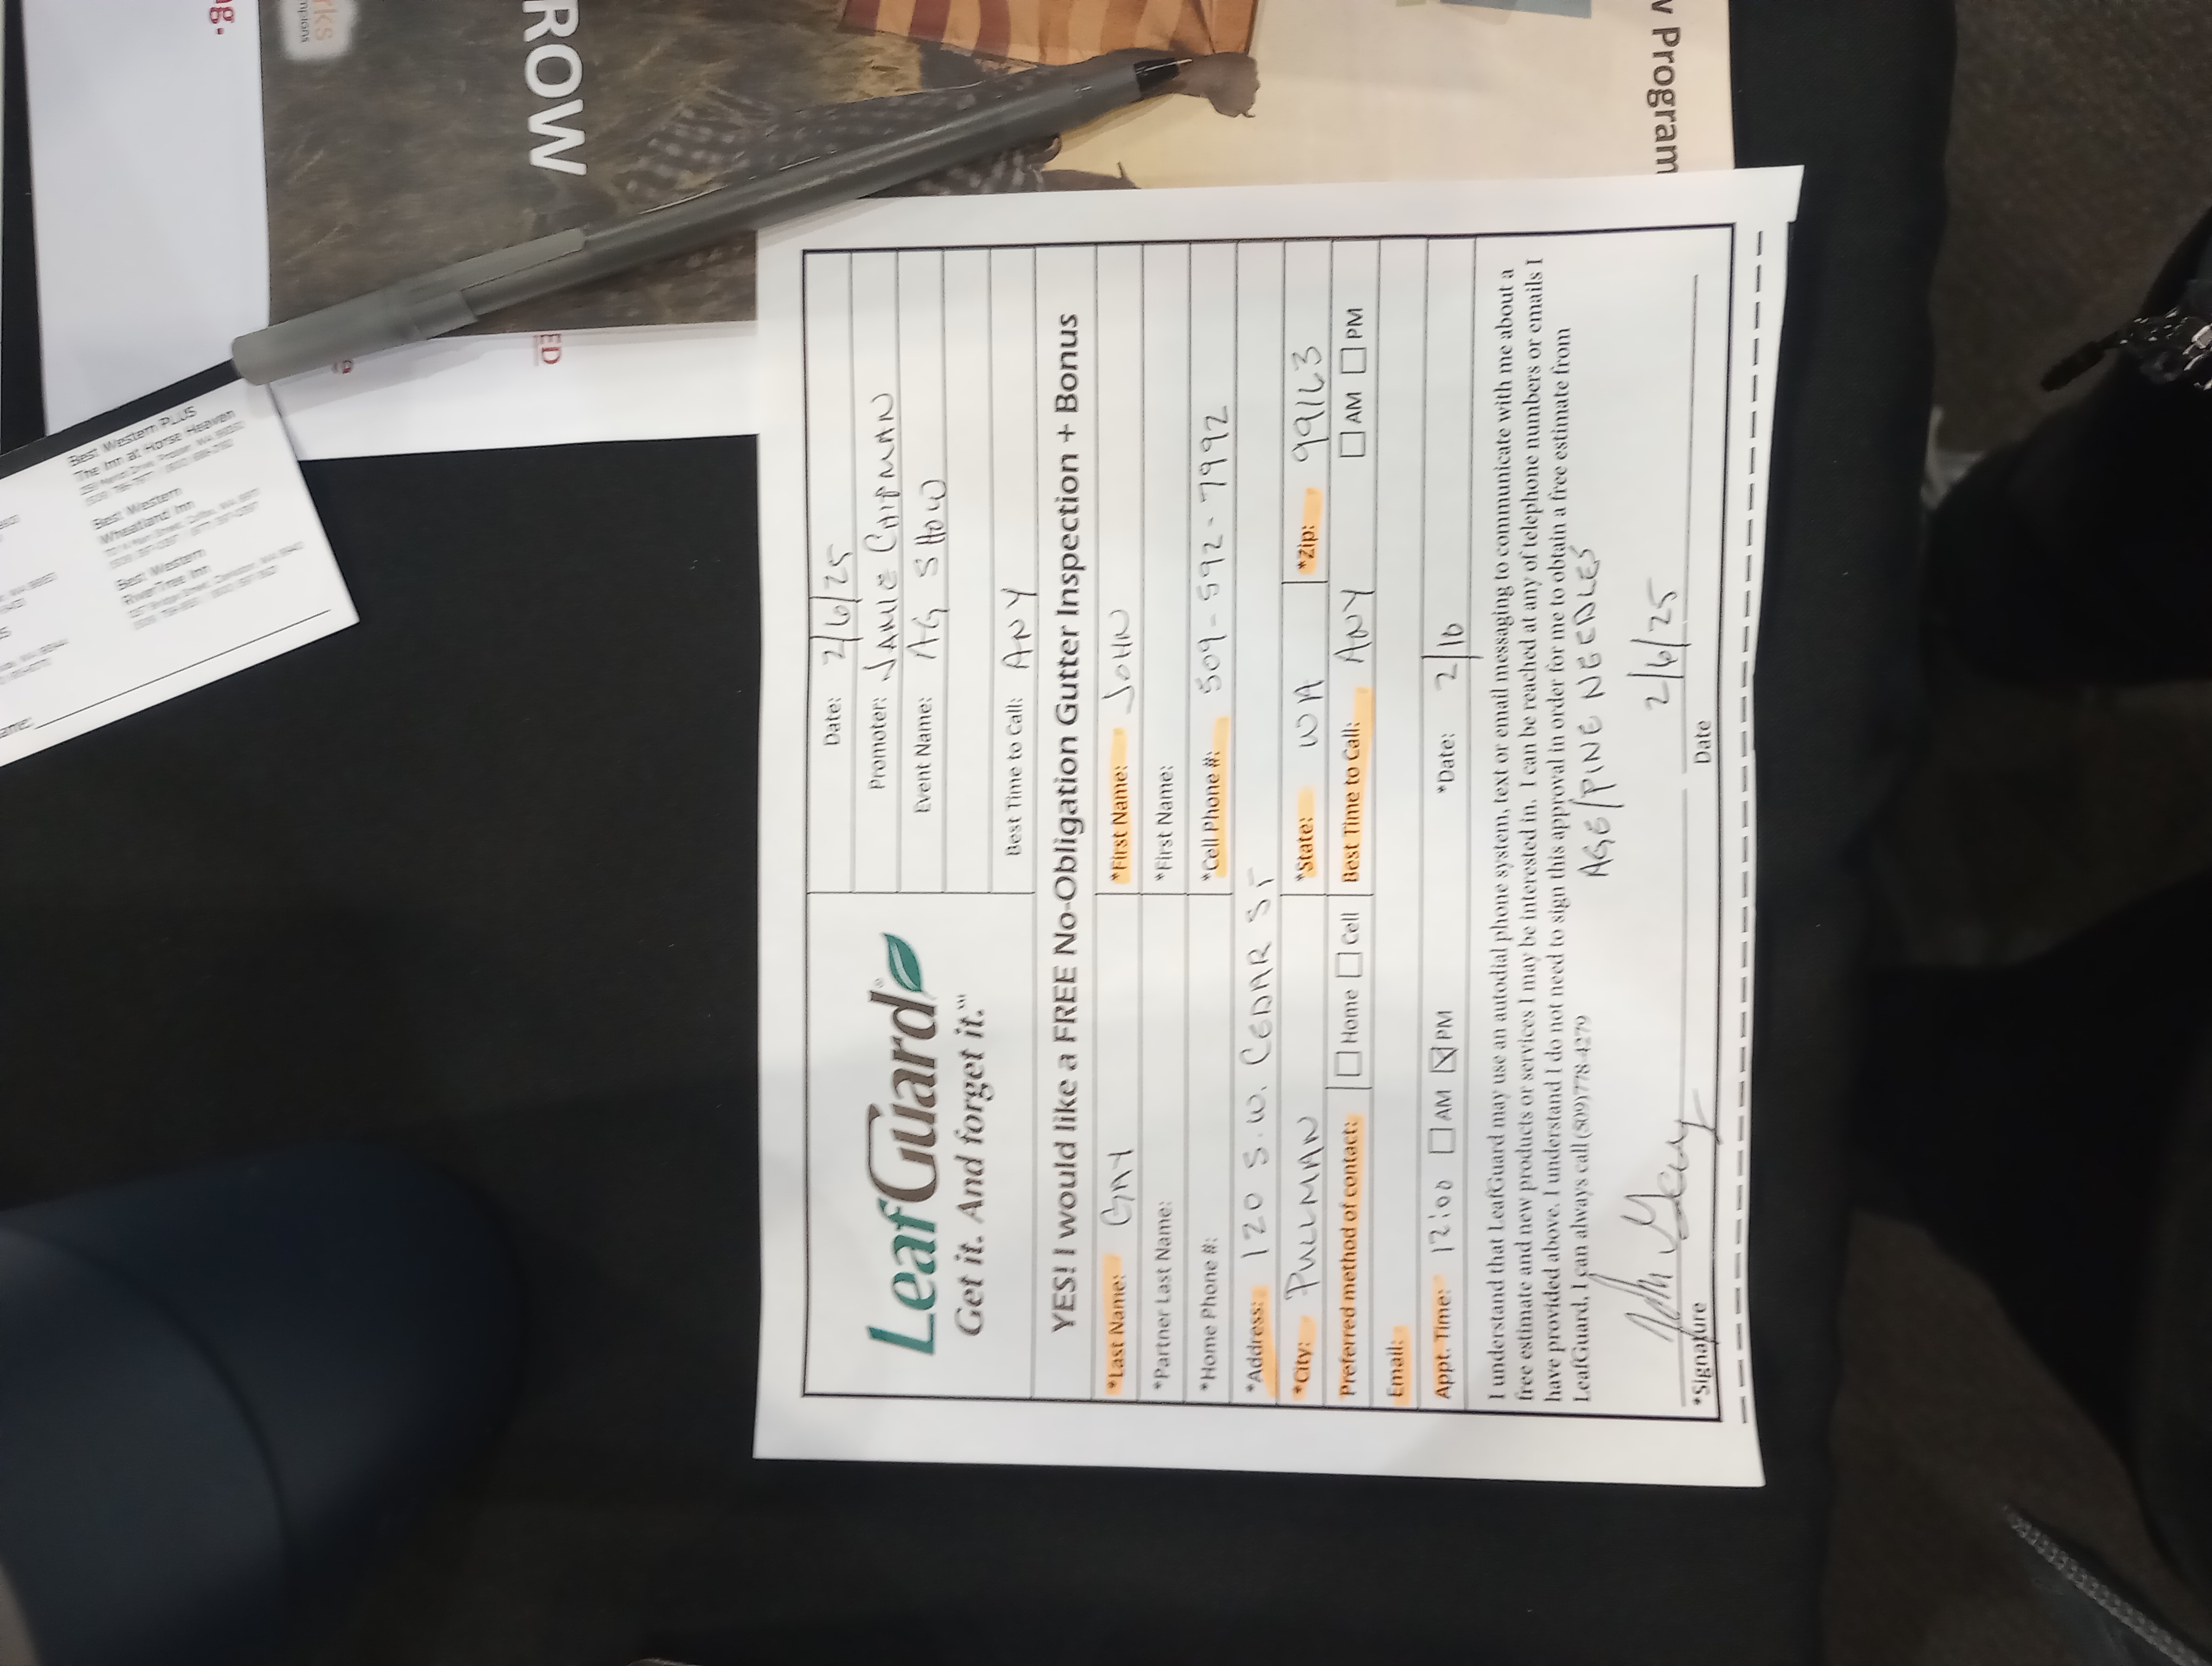 Best Western PLUS
The Inn at Horse Heaven
Best Western
Wheatland Inn
Best Western
ROW
ED
Program
LeafGuard
Get it. And forget it.℠
Date: 2/6/25
Promoter: JAMIE CHIPMAN
Event Name: AG SHOW
Best Time to Call: ANY
YES! I would like a FREE No-Obligation Gutter Inspection + Bonus
*Last Name: GAY *First Name: JOHN
*Partner Last Name: *First Name:
*Home Phone #: *Cell Phone #: 509-592-7992
*Address: 120 S.W. CEDAR ST
*City: PULLMAN *State: WA *Zip: 99163
Preferred method of contact: Home Cell Best Time to Call: ANY AM PM
Email:
Appt. Time: 12:00 AM PM *Date: 2/10
I understand that LeafGuard may use an autodial phone system, text or email messaging to communicate with me about a
free estimate and new products or services I may be interested in. I can be reached at any of telephone numbers or emails I
have provided above. I understand I do not need to sign this approval in order for me to obtain a free estimate from
LeafGuard, I can always call (509)778-4279
AGE/PINE NEEDLES
John Gay 2/6/25
*Signature Date